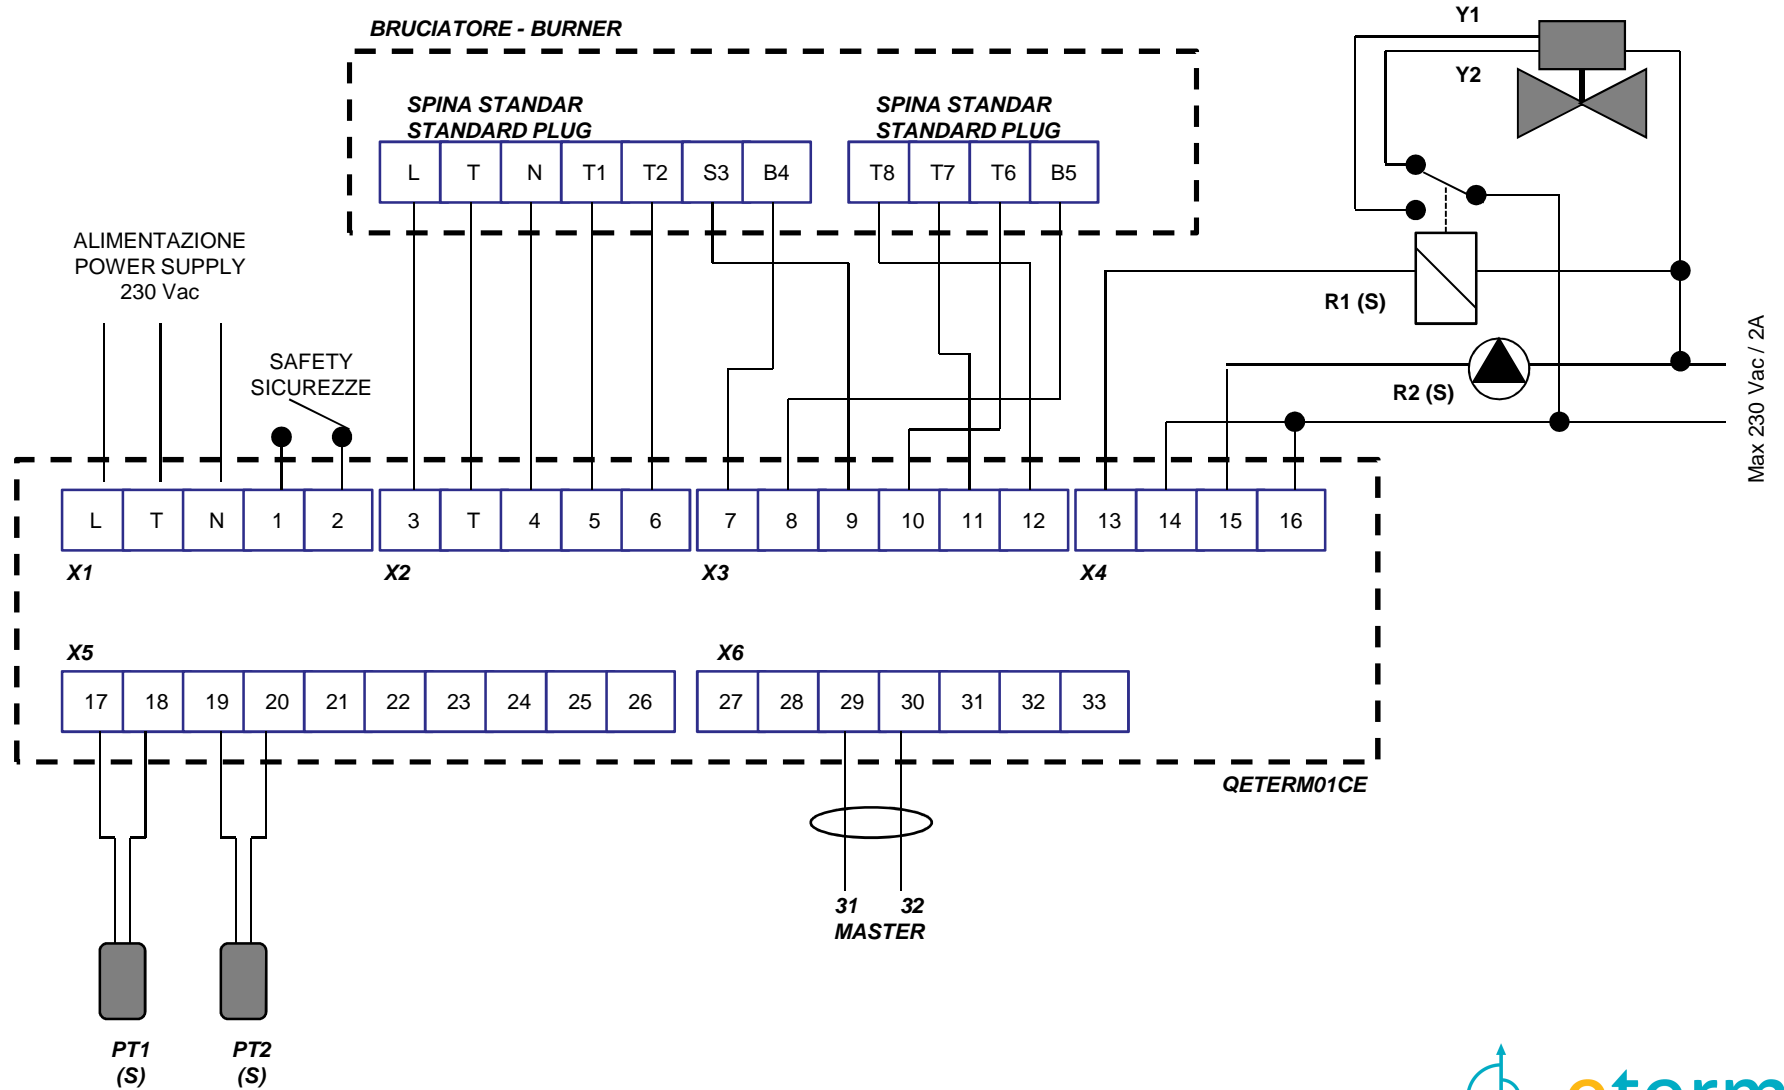 BRUCIATORE - BURNER
Y1
Y2
SPINA STANDAR
STANDARD PLUG
SPINA STANDAR
STANDARD PLUG
L T N T1 T2 S3 B4
T8 T7 T6 B5
ALIMENTAZIONE
POWER SUPPLY
230 Vac
SAFETY
SICUREZZE
R1 (S)
R2 (S)
Max 230 Vac / 2A
L T N 1 2 3 T 4 5 6 7 8 9 10 11 12 13 14 15 16
X1 X2 X3 X4
X5 X6
17 18 19 20 21 22 23 24 25 26 27 28 29 30 31 32 33
QETERM01CE
31 32
MASTER
PT1
(S)
PT2
(S)